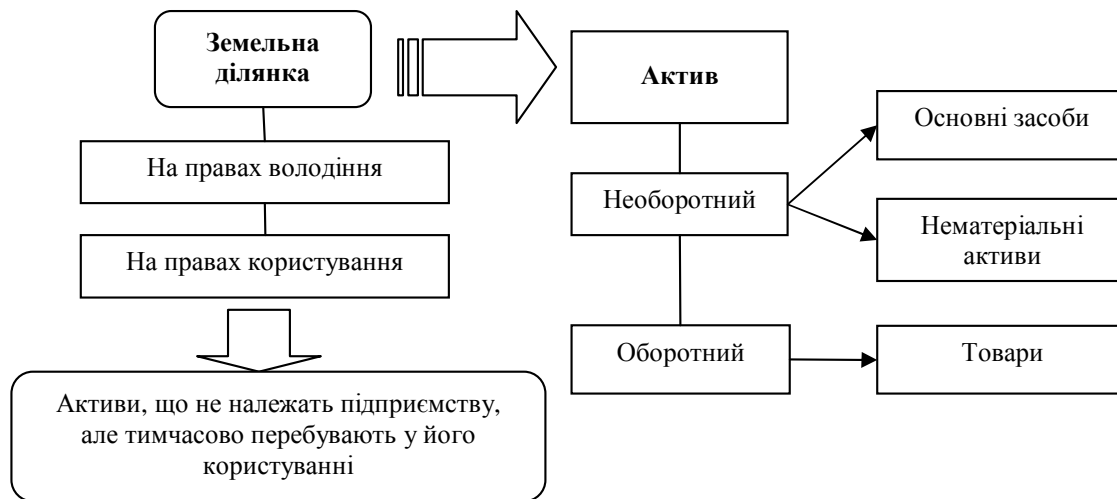 Земельна
ділянка
На правах володіння
На правах користування
Активи, що не належать підприємству,
але тимчасово перебувають у його
користуванні
Актив
Необоротний
Оборотний
Основні засоби
Нематеріальні
активи
Товари